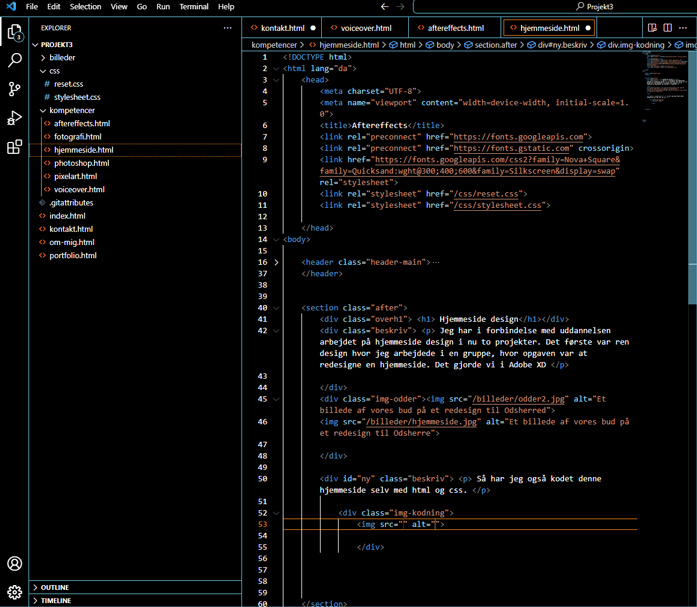 File Edit Selection View Go Run Terminal Help
Projekt3
EXPLORER
PROJEKT3
billeder
css
# reset.css
# stylesheet.css
kompetencer
<> aftereffects.html
<> fotografi.html
<> hjemmeside.html
<> photoshop.html
<> pixelart.html
<> voiceover.html
.gitattributes
<> index.html
<> kontakt.html
<> om-mig.html
<> portfolio.html
OUTLINE
TIMELINE
3
<> kontakt.html <> voiceover.html <> aftereffects.html <> hjemmeside.html
kompetencer > <> hjemmeside.html > html > body > section.after > div#ny.beskriv > div.img-kodning > img
1 <!DOCTYPE html>
2 <html lang="da">
3 <head>
4 <meta charset="UTF-8">
5 <meta name="viewport" content="width=device-width, initial-scale=1.
0">
6 <title>Aftereffects</title>
7 <link rel="preconnect" href="https://fonts.googleapis.com">
8 <link rel="preconnect" href="https://fonts.gstatic.com" crossorigin>
9 <link href="https://fonts.googleapis.com/css2?family=Nova+Square&
family=Quicksand:wght@300;400;600&family=Silkscreen&display=swap"
rel="stylesheet">
10 <link rel="stylesheet" href="/css/reset.css">
11 <link rel="stylesheet" href="/css/stylesheet.css">
12
13 </head>
14 <body>
15
16 <header class="header-main">…
37 </header>
38
39
40 <section class="after">
41 <div class="overh1"> <h1> Hjemmeside design</h1></div>
42 <div class="beskriv"> <p> Jeg har i forbindelse med uddannelsen
arbejdet på hjemmeside design i nu to projekter. Det første var ren
design hvor jeg arbejdede i en gruppe, hvor opgaven var at
redesigne en hjemmeside. Det gjorde vi i Adobe XD </p>
43
44 </div>
45 <div class="img-odder"><img src="/billeder/odder2.jpg" alt="Et
billede af vores bud på et redesign til Odsherred">
46 <img src="/billeder/hjemmeside.jpg" alt="Et billede af vores bud på
et redesign til Odsherre">
47
48 </div>
49
50 <div id="ny" class="beskriv"> <p> Så har jeg også kodet denne
hjemmeside selv med html og css. </p>
51
52 <div class="img-kodning">
53 <img src="" alt="">
54
55 </div>
56
57
58
59
60 </section>